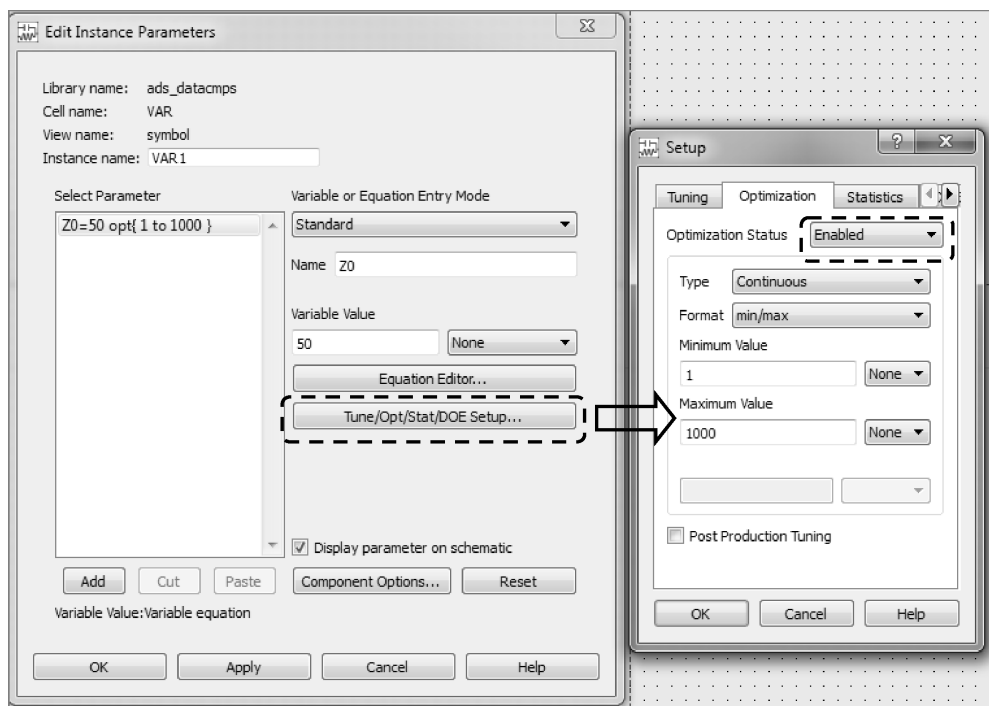 Edit Instance Parameters
Library name: ads_datacmps
Cell name: VAR
View name: symbol
Instance name: VAR1
Select Parameter
Z0=50 opt{ 1 to 1000 }
Variable or Equation Entry Mode
Standard
Name Z0
Variable Value
50 None
Equation Editor...
Tune/Opt/Stat/DOE Setup...
Display parameter on schematic
Add Cut Paste Component Options... Reset
Variable Value:Variable equation
OK Apply Cancel Help
Setup
Tuning Optimization Statistics
Optimization Status Enabled
Type Continuous
Format min/max
Minimum Value
1 None
Maximum Value
1000 None
Post Production Tuning
OK Cancel Help